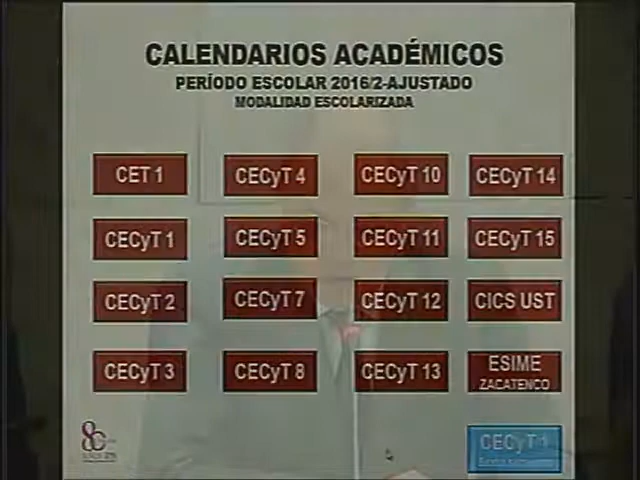 CALENDARIOS ACADÉMICOS
PERÍODO ESCOLAR 2016/2-AJUSTADO
MODALIDAD ESCOLARIZADA
CET 1
CECyT 4
CECyT 10
CECyT 14
CECyT 1
CECyT 5
CECyT 11
CECyT 15
CECyT 2
CECyT 7
CECyT 12
CICS UST
CECyT 3
CECyT 8
CECyT 13
ESIME
ZACATENCO
CECyT 1